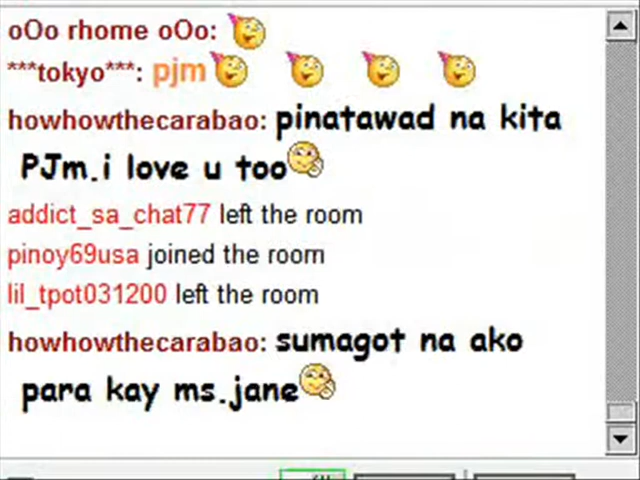 oOo rhome oOo:
***tokyo***: pjm
howhowthecarabao: pinatawad na kita
PJm.i love u too
addict_sa_chat77 left the room
pinoy69usa joined the room
lil_tpot031200 left the room
howhowthecarabao: sumagot na ako
para kay ms.jane